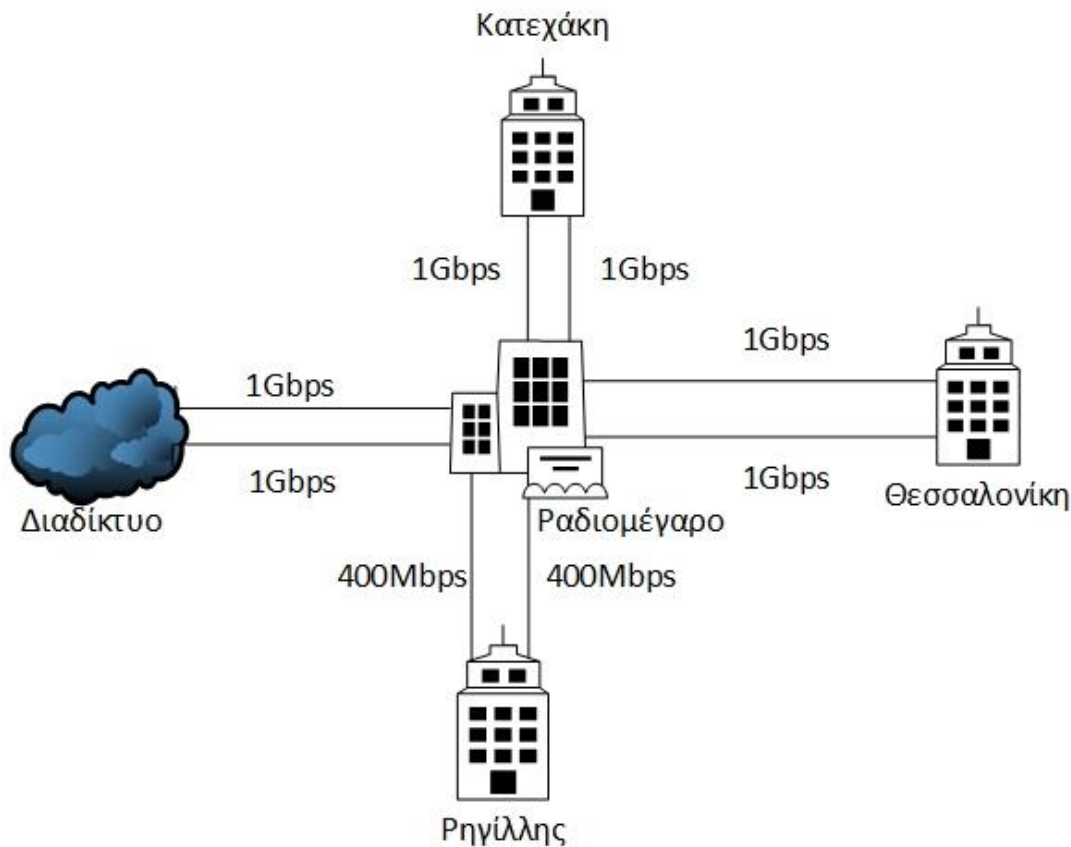 Κατεχάκη
1Gbps 1Gbps
1Gbps
1Gbps
1Gbps
1Gbps
Διαδίκτυο
Ραδιομέγαρο
Θεσσαλονίκη
400Mbps 400Mbps
Ρηγίλλης